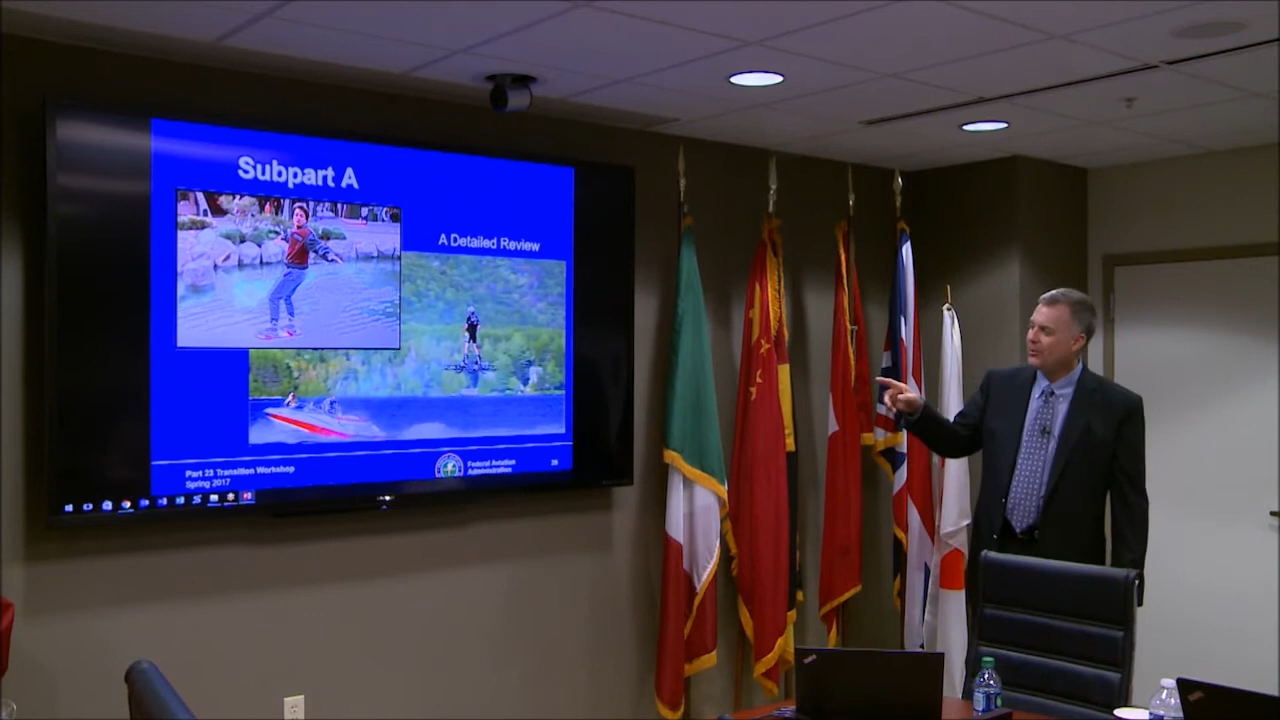 Subpart A
A Detailed Review
Part 23 Transition Workshop
Spring 2017
Federal Aviation
Administration
39